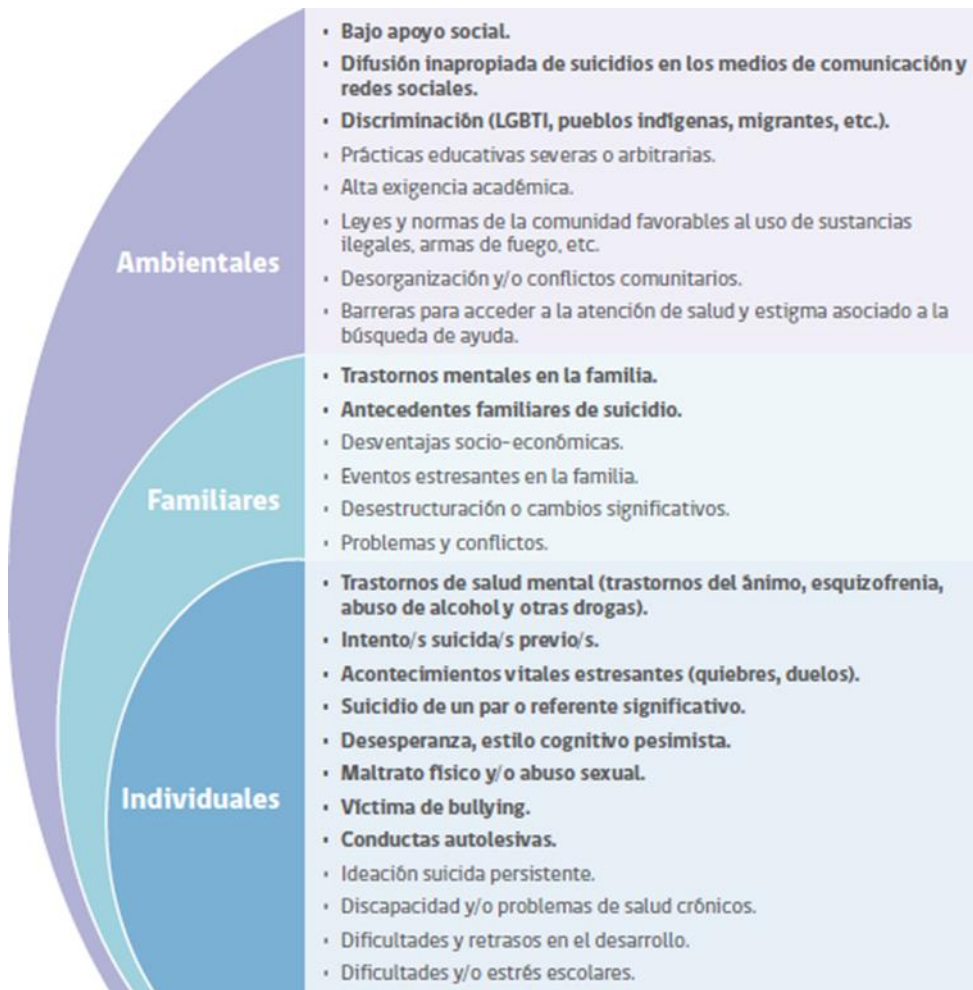 Ambientales
• Bajo apoyo social.
• Difusión inapropiada de suicidios en los medios de comunicación y
redes sociales.
• Discriminación (LGBTI, pueblos indígenas, migrantes, etc.).
• Prácticas educativas severas o arbitrarias.
• Alta exigencia académica.
• Leyes y normas de la comunidad favorables al uso de sustancias
ilegales, armas de fuego, etc.
• Desorganización y/o conflictos comunitarios.
• Barreras para acceder a la atención de salud y estigma asociado a la
búsqueda de ayuda.
Familiares
• Trastornos mentales en la familia.
• Antecedentes familiares de suicidio.
• Desventajas socio-económicas.
• Eventos estresantes en la familia.
• Desestructuración o cambios significativos.
• Problemas y conflictos.
Individuales
• Trastornos de salud mental (trastornos del ánimo, esquizofrenia,
abuso de alcohol y otras drogas).
• Intento/s suicida/s previo/s.
• Acontecimientos vitales estresantes (quiebres, duelos).
• Suicidio de un par o referente significativo.
• Desesperanza, estilo cognitivo pesimista.
• Maltrato físico y/o abuso sexual.
• Víctima de bullying.
• Conductas autolesivas.
• Ideación suicida persistente.
• Discapacidad y/o problemas de salud crónicos.
• Dificultades y retrasos en el desarrollo.
• Dificultades y/o estrés escolares.